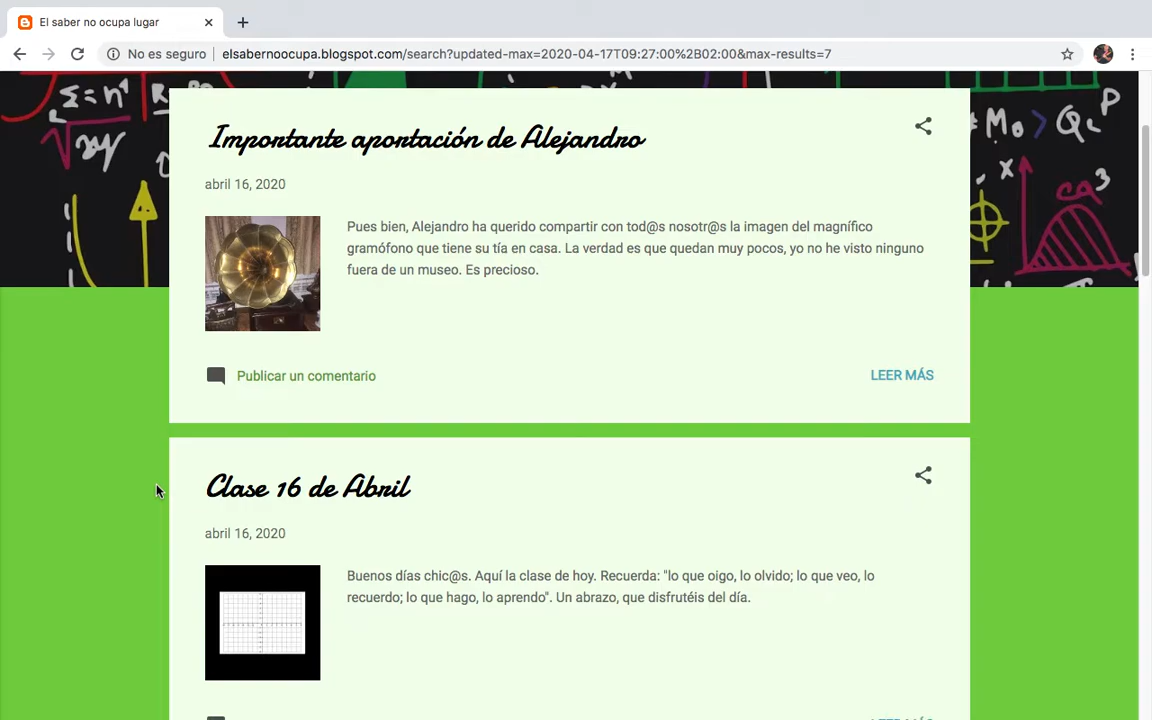 El saber no ocupa lugar
No es seguro
elsabernoocupa.blogspot.com/search?updated-max=2020-04-17T09:27:00%2B02:00&max-results=7
Importante aportación de Alejandro
abril 16, 2020
Pues bien, Alejandro ha querido compartir con tod@s nosotr@s la imagen del magnífico
gramófono que tiene su tía en casa. La verdad es que quedan muy pocos, yo no he visto ninguno
fuera de un museo. Es precioso.
Publicar un comentario
LEER MÁS
Clase 16 de Abril
abril 16, 2020
Buenos días chic@s. Aquí la clase de hoy. Recuerda: "lo que oigo, lo olvido; lo que veo, lo
recuerdo; lo que hago, lo aprendo". Un abrazo, que disfrutéis del día.